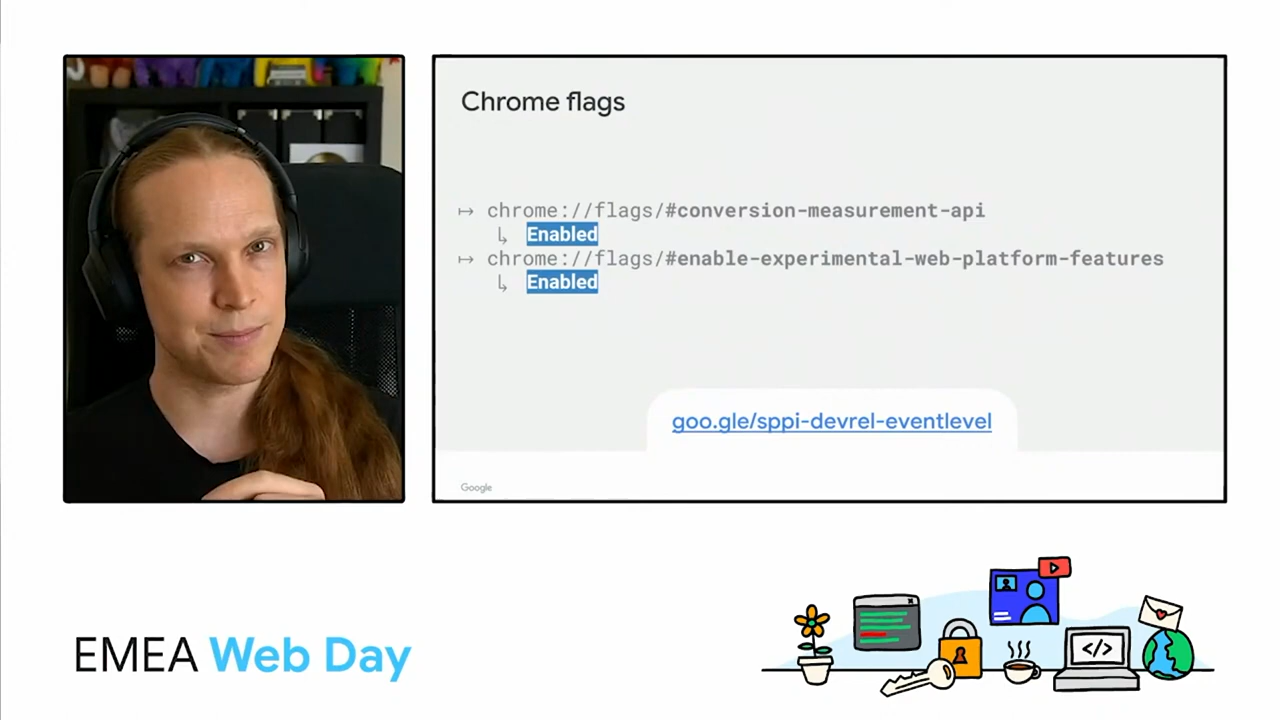 Chrome flags
↦ chrome://flags/#conversion-measurement-api
↳ Enabled
↦ chrome://flags/#enable-experimental-web-platform-features
↳ Enabled
goo.gle/sppi-devrel-eventlevel
Google
EMEA Web Day
</>